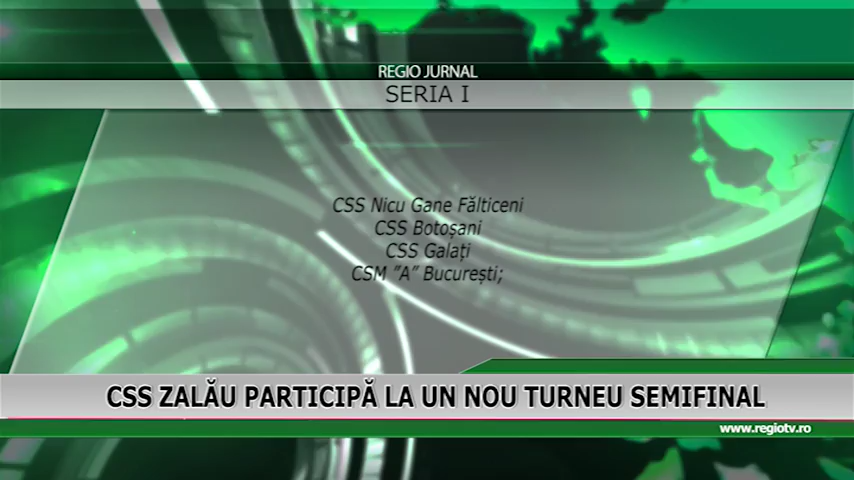 REGIO JURNAL
SERIA I
CSS Nicu Gane Fălticeni
CSS Botoșani
CSS Galați
CSM ”A” București;
CSS ZALĂU PARTICIPĂ LA UN NOU TURNEU SEMIFINAL
www.regiotv.ro